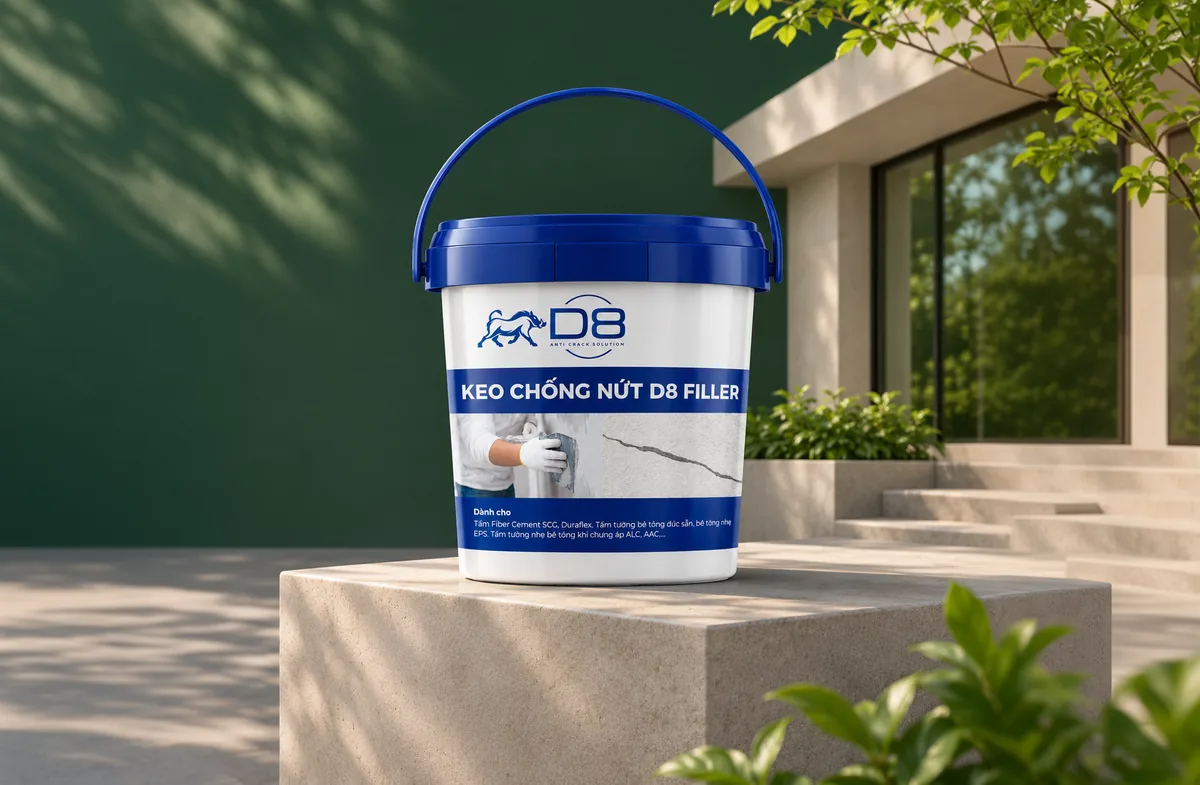 D8
ANTI CRACK SOLUTION
KEO CHỐNG NỨT D8 FILLER
Dành cho
Tấm Fiber Cement SCG, Duraflex. Tấm tường bê tông đúc sẵn, bê tông nhẹ
EPS. Tấm tường nhẹ bê tông khí chưng áp ALC, AAC,...